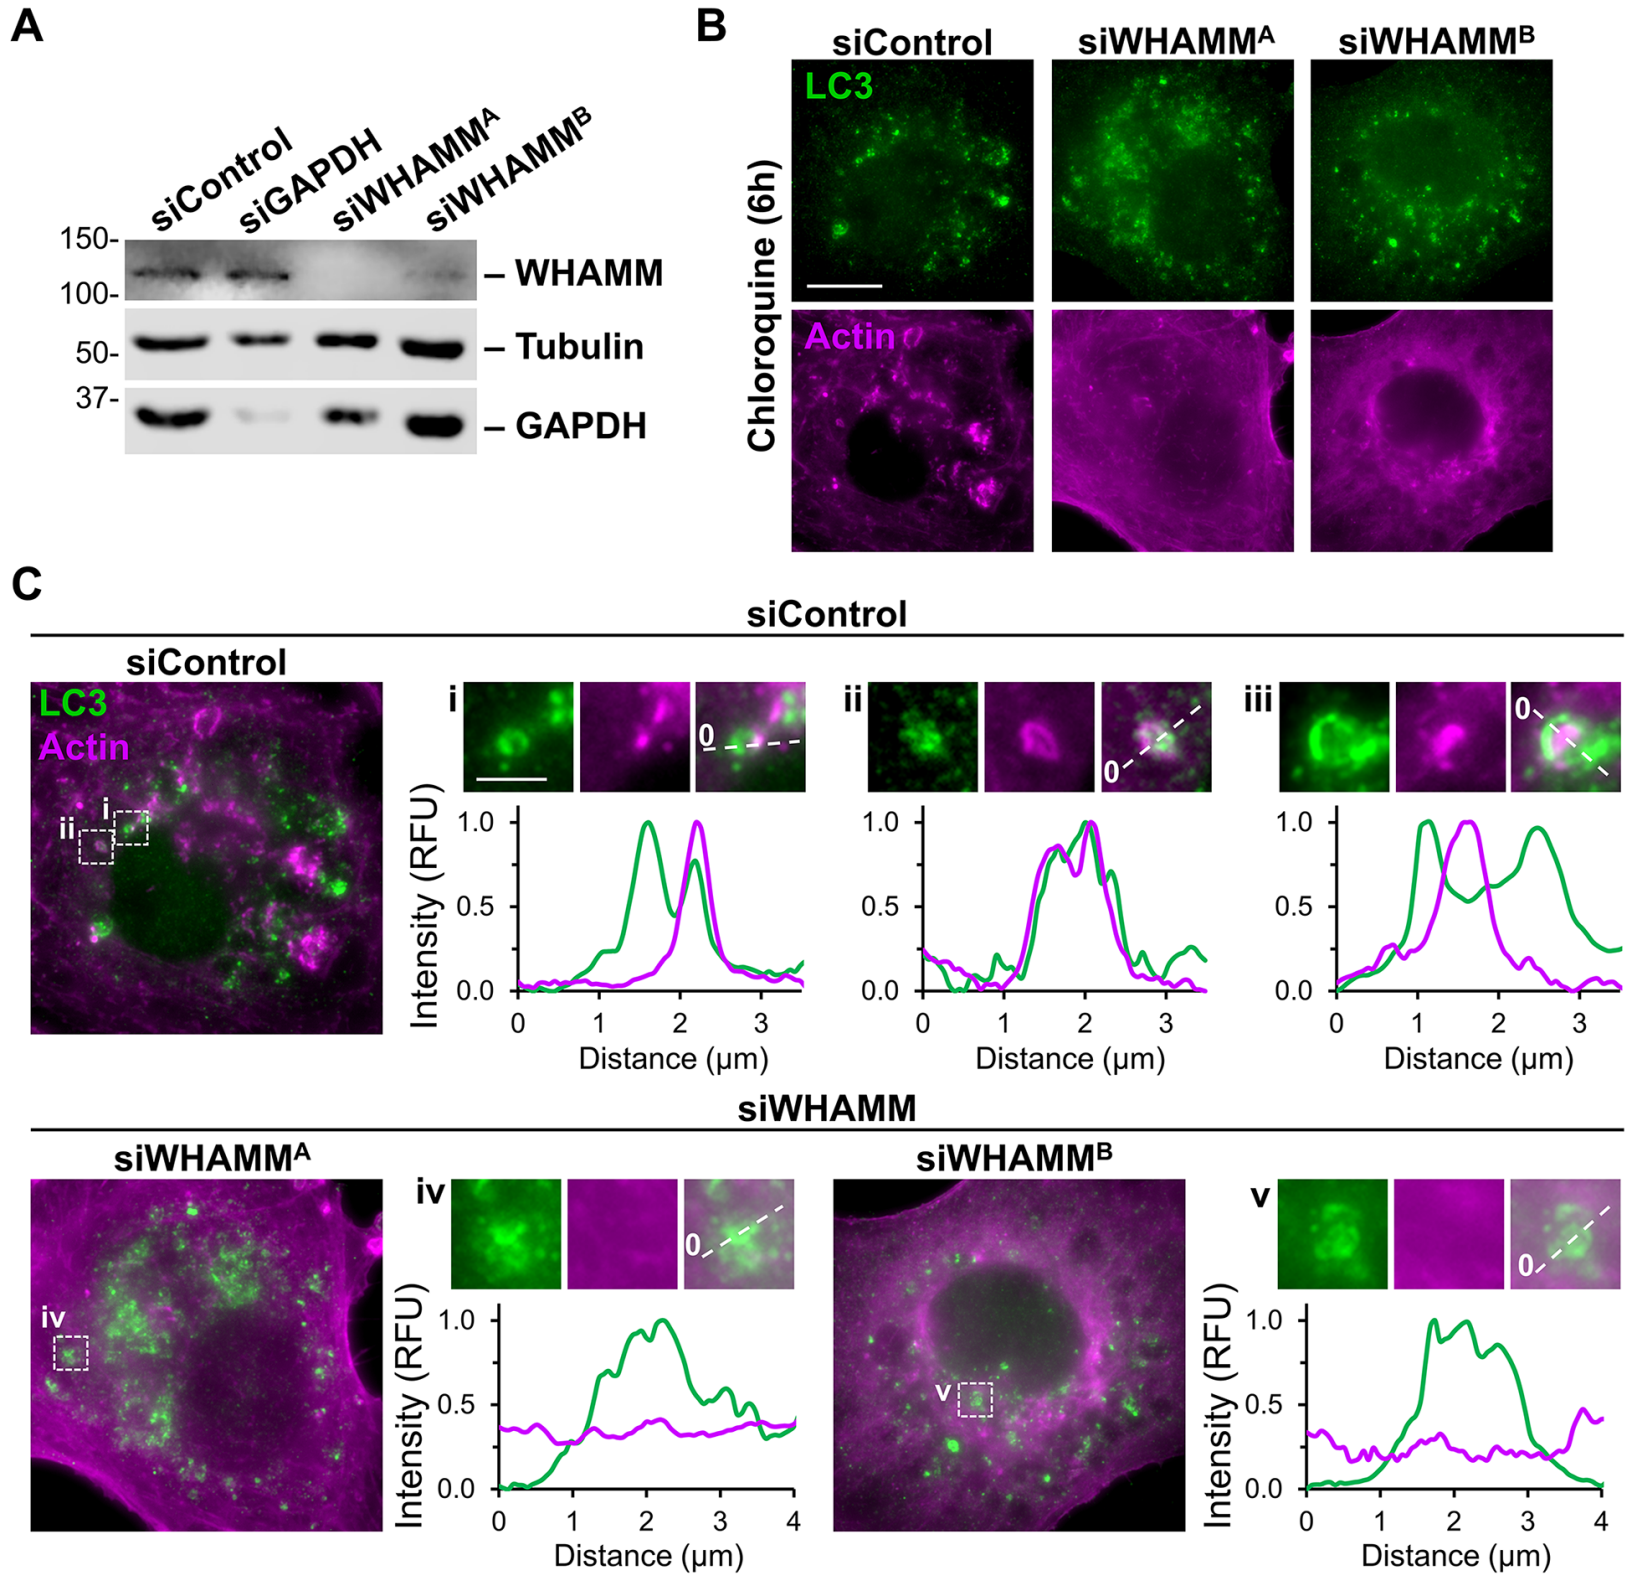 A
siControl
siGAPDH
siWHAMMᴬ
siWHAMMᴮ
150-
100-
– WHAMM
50-
– Tubulin
37-
– GAPDH
B
siControl
siWHAMMᴬ
siWHAMMᴮ
Chloroquine (6h)
LC3
Actin
C
siControl
siControl
LC3
Actin
i
ii
i
0
ii
0
iii
0
Intensity (RFU)
1.0
0.5
0.0
0 1 2 3
Distance (µm)
1.0
0.5
0.0
0 1 2 3
Distance (µm)
1.0
0.5
0.0
0 1 2 3
Distance (µm)
siWHAMM
siWHAMMᴬ
iv
iv
0
Intensity (RFU)
1.0
0.5
0.0
0 1 2 3 4
Distance (µm)
siWHAMMᴮ
v
v
0
Intensity (RFU)
1.0
0.5
0.0
0 1 2 3 4
Distance (µm)